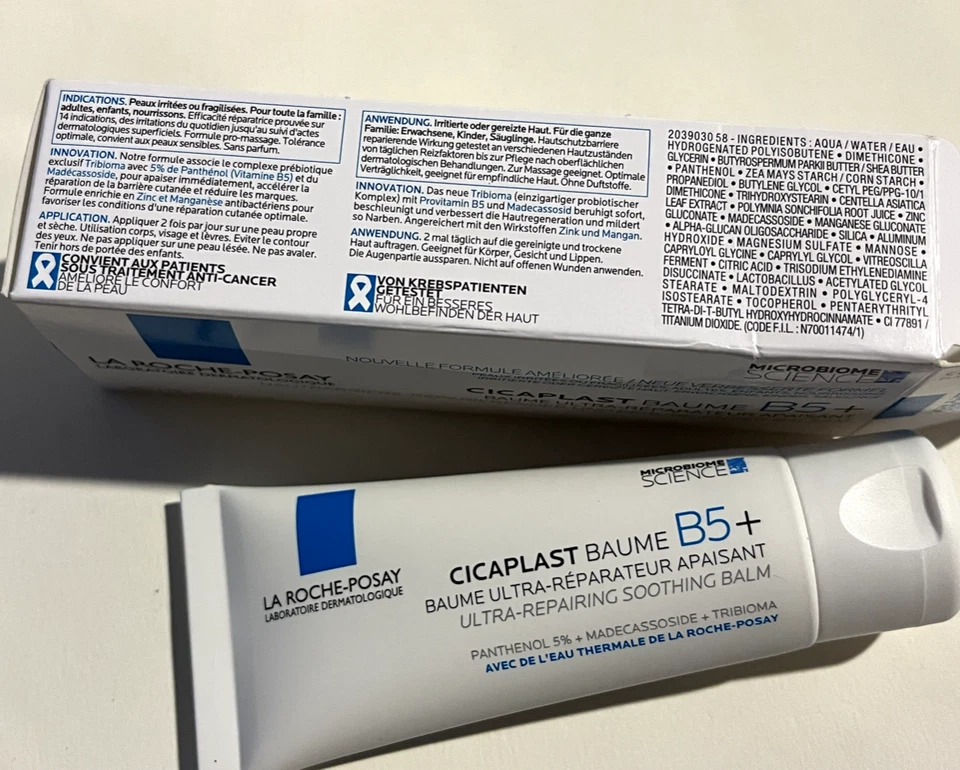 INDICATIONS. Peaux irritées ou fragilisées. Pour toute la famille :
adultes, enfants, nourrissons. Efficacité réparatrice prouvée sur
14 indications, des irritations du quotidien jusqu'au suivi d'actes
dermatologiques superficiels. Formule pro-massage. Tolérance
optimale, convient aux peaux sensibles. Sans parfum.
INNOVATION. Notre formule associe le complexe prébiotique
exclusif Tribioma avec 5% de Panthénol (Vitamine B5) et du
Madécassoside, pour apaiser immédiatement, accélérer la
réparation de la barrière cutanée et réduire les marques.
Formule enrichie en Zinc et Manganèse antibactériens pour
favoriser les conditions d'une réparation cutanée optimale.
APPLICATION. Appliquer 2 fois par jour sur une peau propre
et sèche. Utilisation corps, visage et lèvres. Eviter le contour
des yeux. Ne pas appliquer sur une peau lésée. Ne pas avaler.
Tenir hors de portée des enfants.
CONVIENT AUX PATIENTS
SOUS TRAITEMENT ANTI-CANCER
AMÉLIORE LE CONFORT
DE LA PEAU
ANWENDUNG. Irritierte oder gereizte Haut. Für die ganze
Familie: Erwachsene, Kinder, Säuglinge. Hautschutzbarriere
reparierende Wirkung getestet an verschiedenen Hautzuständen
von täglichen Reizfaktoren bis zur Pflege nach oberflächlichen
dermatologischen Behandlungen. Zur Massage geeignet. Optimale
Verträglichkeit, geeignet für empfindliche Haut. Ohne Duftstoffe.
INNOVATION. Das neue Tribioma (einzigartiger probiotischer
Komplex) mit Provitamin B5 und Madecassosid beruhigt sofort,
beschleunigt und verbessert die Hautregeneration und mildert
so Narben. Angereichert mit den Wirkstoffen Zink und Mangan.
ANWENDUNG. 2 mal täglich auf die gereinigte und trockene
Haut auftragen. Geeignet für Körper, Gesicht und Lippen.
Die Augenpartie aussparen. Nicht auf offenen Wunden anwenden.
VON KREBSPATIENTEN
GETESTET
FÜR EIN BESSERES
WOHLBEFINDEN DER HAUT
2039030 58 - INGREDIENTS : AQUA / WATER / EAU •
HYDROGENATED POLYISOBUTENE • DIMETHICONE •
GLYCERIN • BUTYROSPERMUM PARKII BUTTER / SHEA BUTTER
• PANTHENOL • ZEA MAYS STARCH / CORN STARCH •
PROPANEDIOL • BUTYLENE GLYCOL • CETYL PEG/PPG-10/1
DIMETHICONE • TRIHYDROXYSTEARIN • CENTELLA ASIATICA
LEAF EXTRACT • POLYMNIA SONCHIFOLIA ROOT JUICE • ZINC
GLUCONATE • MADECASSOSIDE • MANGANESE GLUCONATE
• ALPHA-GLUCAN OLIGOSACCHARIDE • SILICA • ALUMINUM
HYDROXIDE • MAGNESIUM SULFATE • MANNOSE •
CAPRYLOYL GLYCINE • CAPRYLYL GLYCOL • VITREOSCILLA
FERMENT • CITRIC ACID • TRISODIUM ETHYLENEDIAMINE
DISUCCINATE • LACTOBACILLUS • ACETYLATED GLYCOL
STEARATE • MALTODEXTRIN • POLYGLYCERYL-4
ISOSTEARATE • TOCOPHEROL • PENTAERYTHRITYL
TETRA-DI-T-BUTYL HYDROXYHYDROCINNAMATE • CI 77891 /
TITANIUM DIOXIDE. (CODE F.I.L. : N70011474/1)
LA ROCHE-POSAY
LABORATOIRE DERMATOLOGIQUE
NOUVELLE FORMULE AMÉLIORÉE /
MICROBIOME
SCIENCE
CICAPLAST BAUME B5+
BAUME ULTRA-RÉPARATEUR APAISANT
MICROBIOME
SCIENCE
LA ROCHE-POSAY
LABORATOIRE DERMATOLOGIQUE
CICAPLAST BAUME B5+
BAUME ULTRA-RÉPARATEUR APAISANT
ULTRA-REPAIRING SOOTHING BALM
PANTHENOL 5% + MADECASSOSIDE + TRIBIOMA
AVEC DE L'EAU THERMALE DE LA ROCHE-POSAY